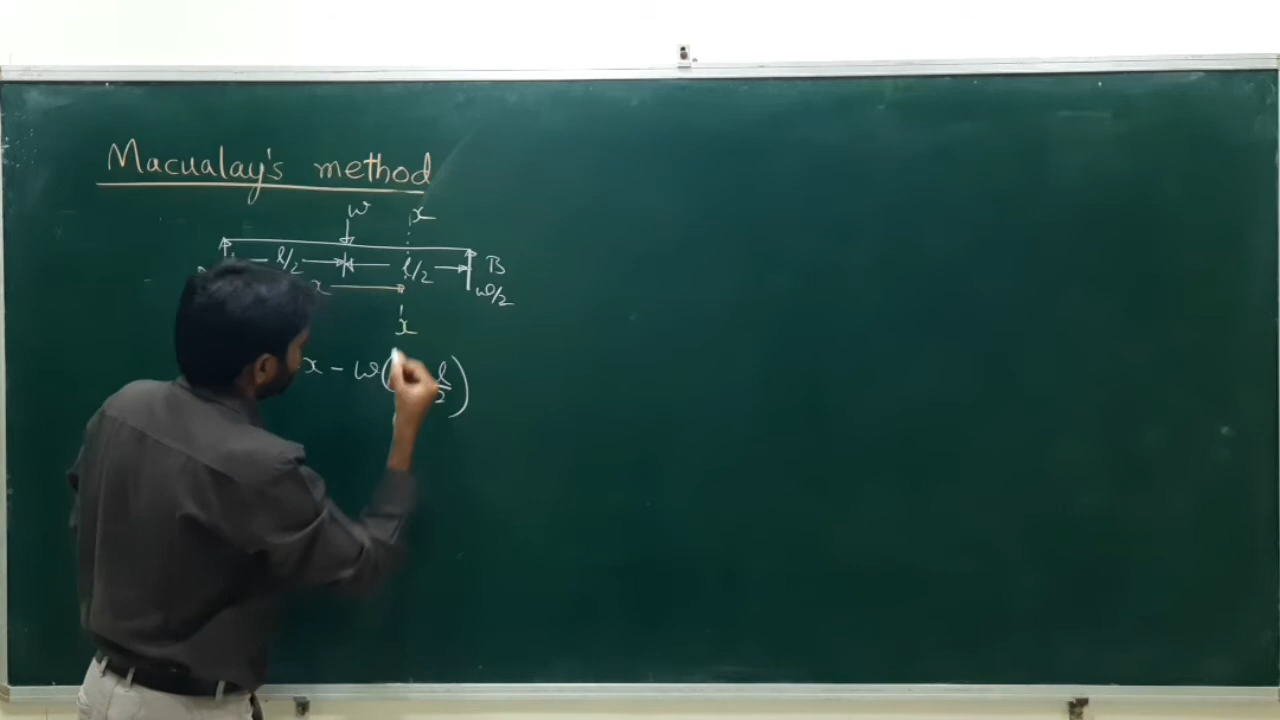 Macualay's method
w x
l/2 l/2 B
x w/2
x
x - w( l/2 )